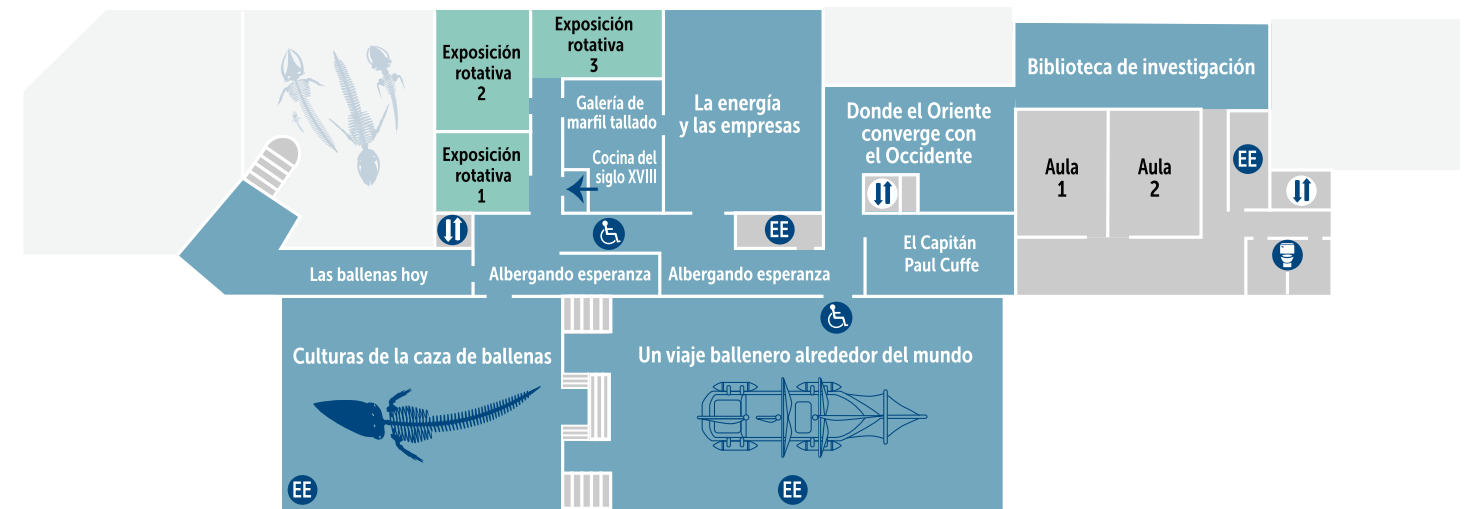 Exposición
rotativa
2
Exposición
rotativa
3
Exposición
rotativa
1
Galería de
marfil tallado
Cocina del
siglo XVIII
La energía
y las empresas
Donde el Oriente
converge con
el Occidente
Biblioteca de investigación
Aula
1
Aula
2
EE
EE
El Capitán
Paul Cuffe
Las ballenas hoy
Albergando esperanza
Albergando esperanza
Culturas de la caza de ballenas
Un viaje ballenero alrededor del mundo
EE
EE